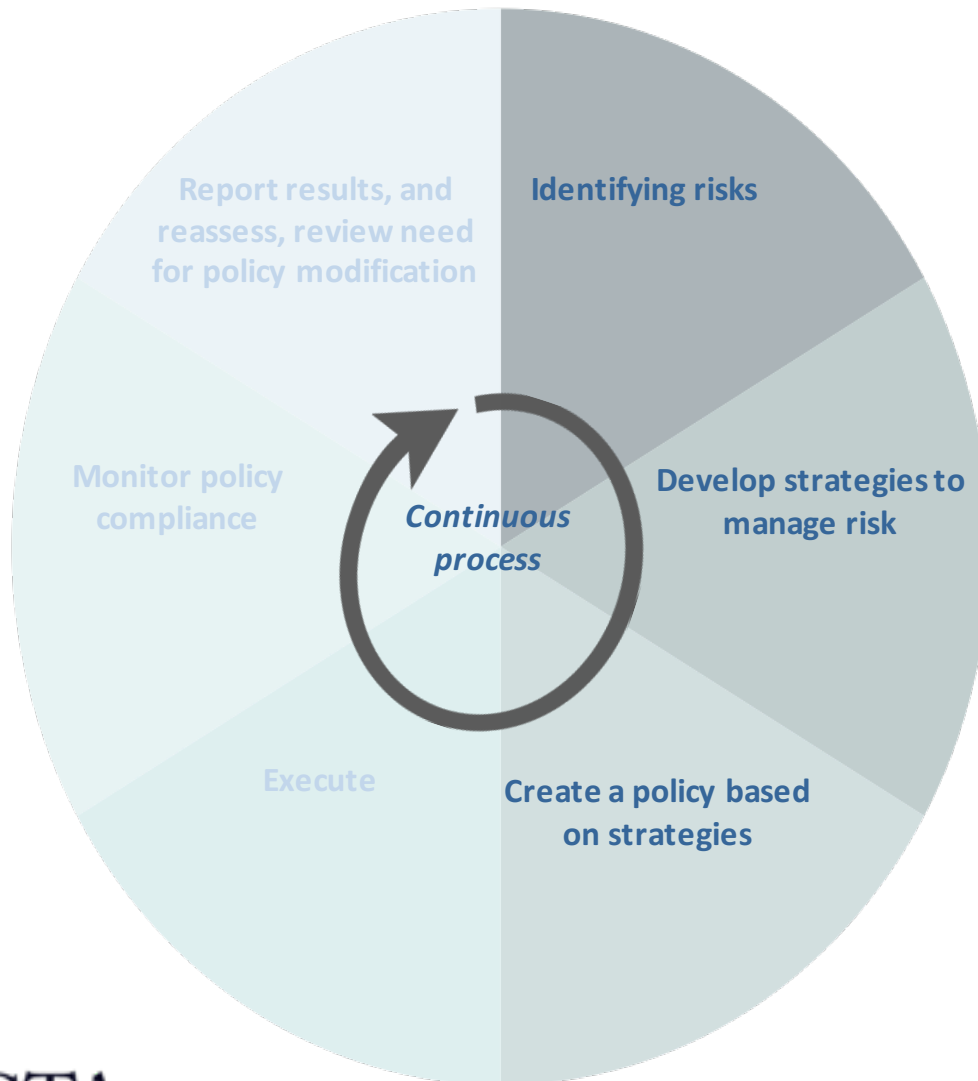 Identifying risks
Develop strategies to
manage risk
Create a policy based
on strategies
Execute
Monitor policy
compliance
Report results, and
reassess, review need
for policy modification
Continuous
process